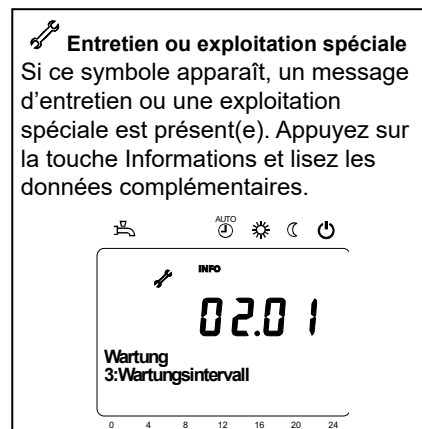 Entretien ou exploitation spéciale
Si ce symbole apparaît, un message
d'entretien ou une exploitation
spéciale est présent(e). Appuyez sur
la touche Informations et lisez les
données complémentaires.
AUTO
INFO
02.01
Wartung
3:Wartungsintervall
0 4 8 12 16 20 24